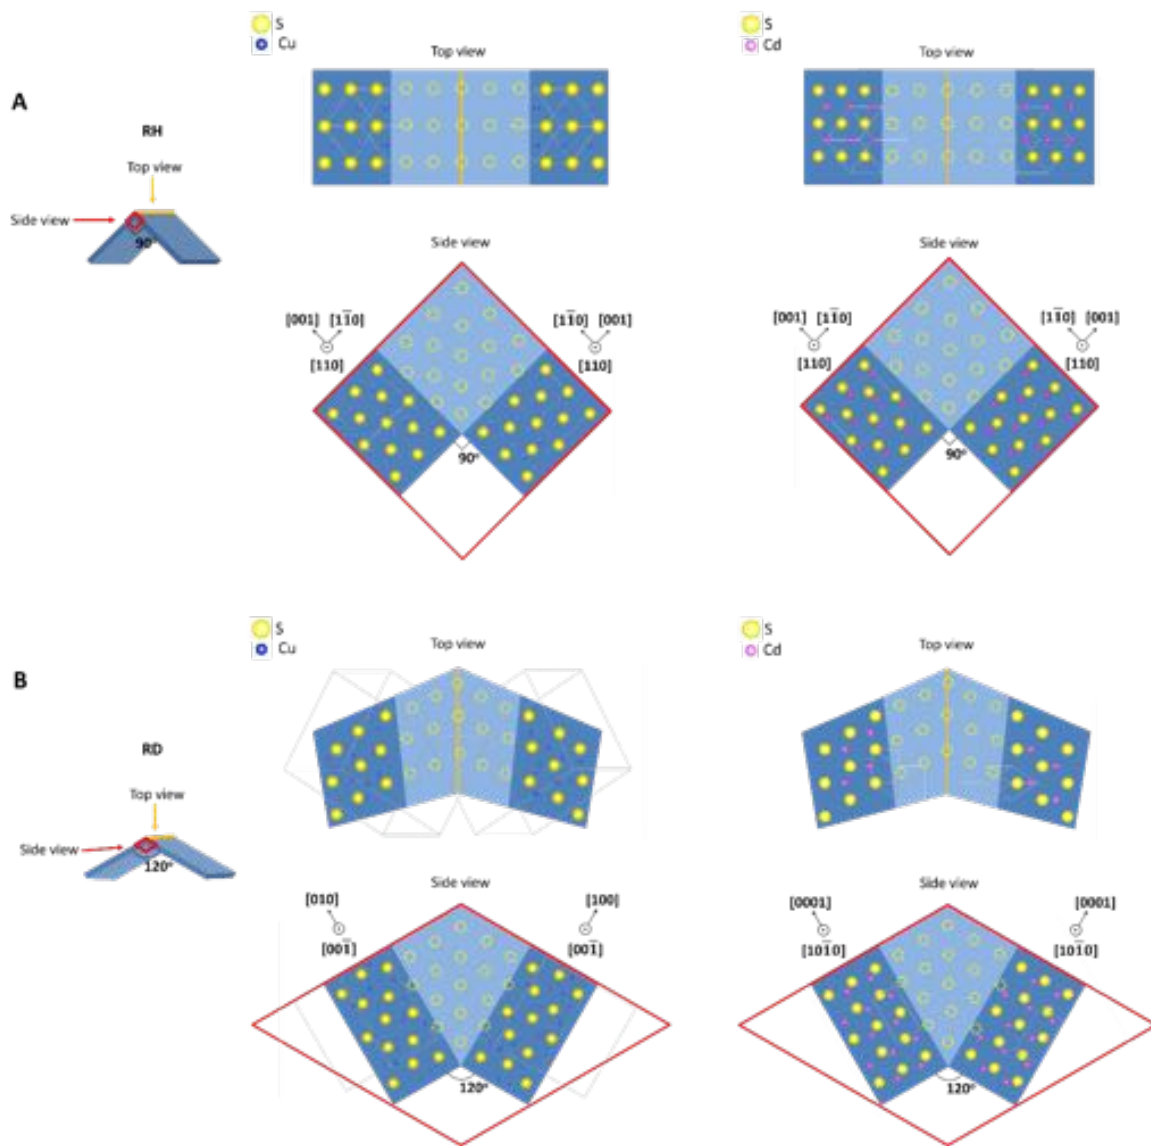 A
RH
Top view
Side view
90°
S
Cu
Top view
Side view
[001] [11̅0]
[110]
[11̅0] [001]
[110]
90°
S
Cd
Top view
Side view
[001] [11̅0]
[110]
[11̅0] [001]
[110]
90°
B
RD
Top view
Side view
120°
S
Cu
Top view
Side view
[010]
[001̅]
[100]
[001̅]
120°
S
Cd
Top view
Side view
[0001]
[101̅0]
[0001]
[101̅0]
120°